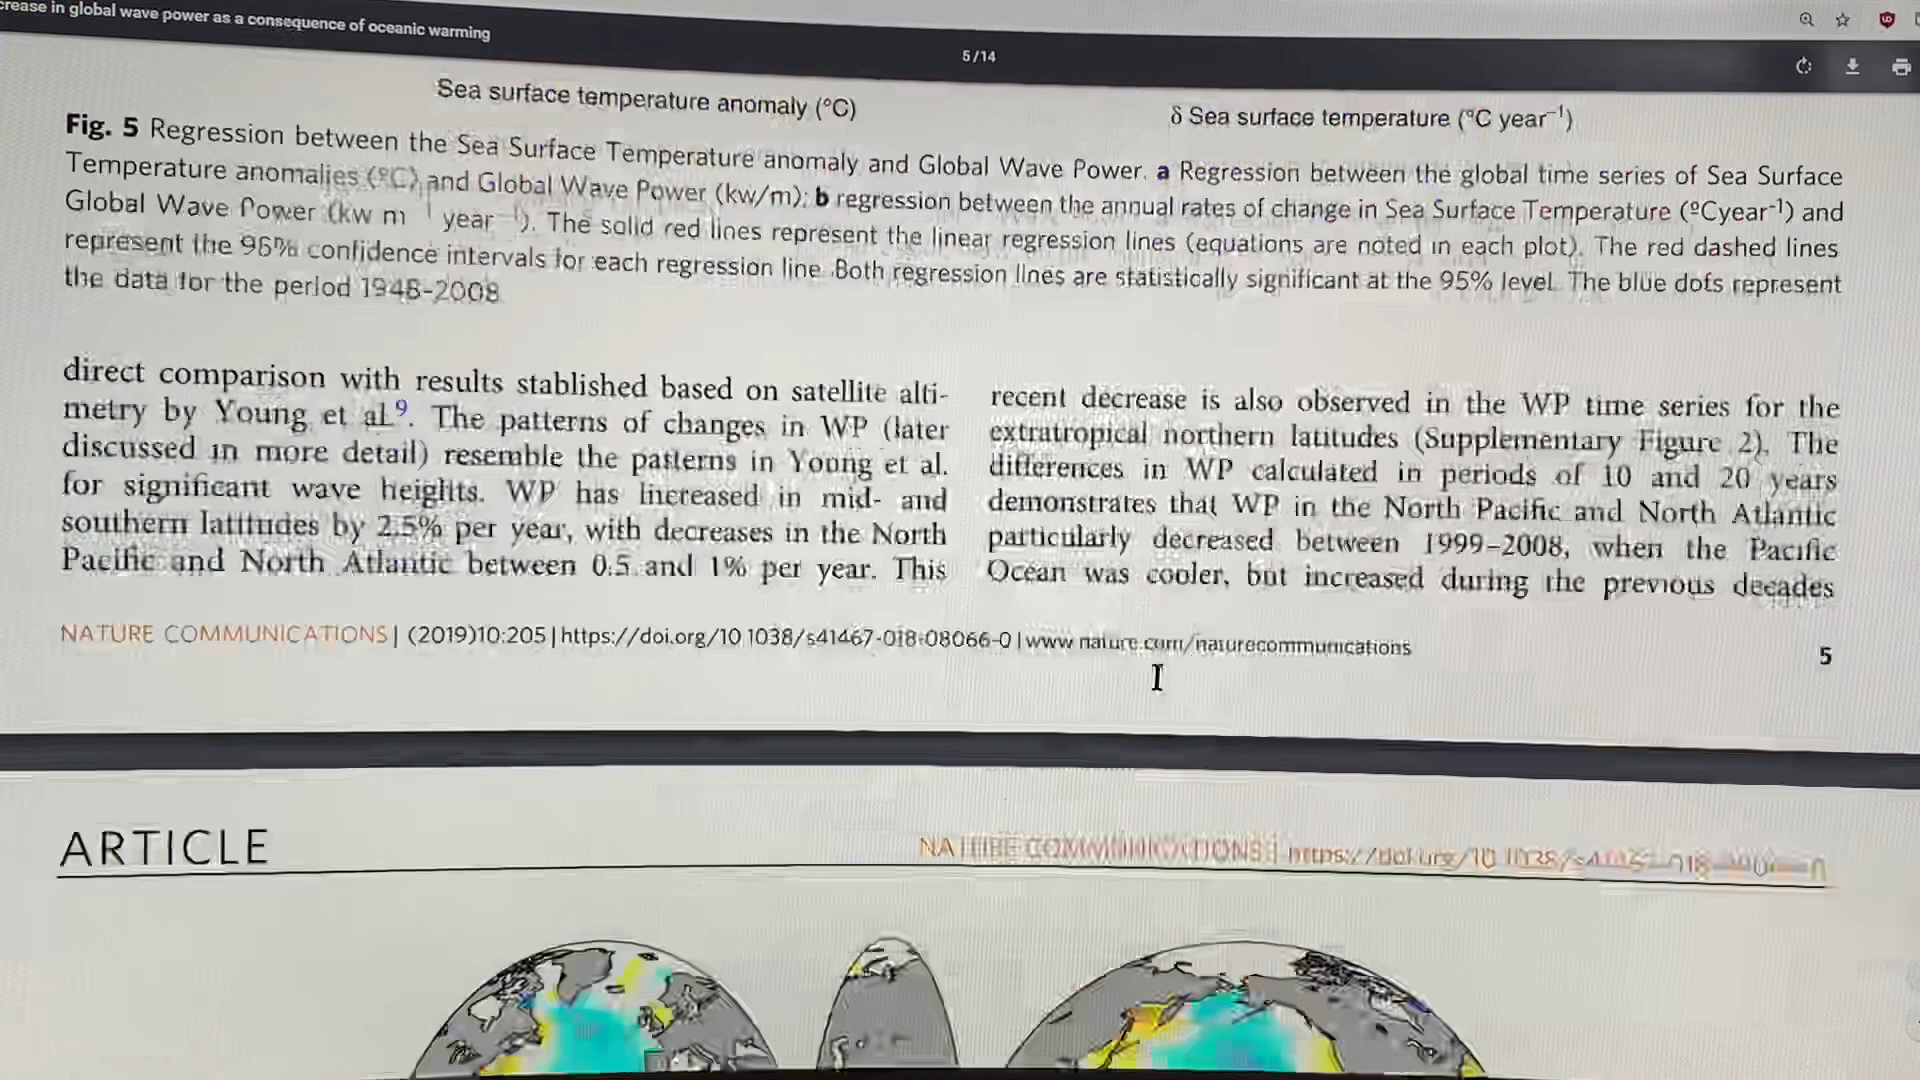 crease in global wave power as a consequence of oceanic warming
5 / 14
Sea surface temperature anomaly (°C)
δ Sea surface temperature (°C year⁻¹)
Fig. 5 Regression between the Sea Surface Temperature anomaly and Global Wave Power. a Regression between the global time series of Sea Surface
Temperature anomalies (ºC) and Global Wave Power (kw/m); b regression between the annual rates of change in Sea Surface Temperature (ºCyear⁻¹) and
Global Wave Power (kw m⁻¹ year⁻¹). The solid red lines represent the linear regression lines (equations are noted in each plot). The red dashed lines
represent the confidence intervals for each regression line. Both regression lines are statistically significant at the 95% level. The blue dots represent
the data for the period 1948–2008
direct comparison with results stablished based on satellite alti-
metry by Young et al.⁹. The patterns of changes in WP (later
discussed in more detail) resemble the patterns in Young et al.
for significant wave heights. WP has increased in mid- and
southern latitudes by 2.5% per year, with decreases in the North
Pacific and North Atlantic between 0.5 and 1% per year. This
recent decrease is also observed in the WP time series for the
extratropical northern latitudes (Supplementary Figure 2). The
differences in WP calculated in periods of 10 and 20 years
demonstrates that WP in the North Pacific and North Atlantic
particularly decreased between 1999–2008, when the Pacific
Ocean was cooler, but increased during the previous decades
NATURE COMMUNICATIONS | (2019)10:205 | https://doi.org/10.1038/s41467-018-08066-0 | www.nature.com/naturecommunications
5
ARTICLE
NATURE COMMUNICATIONS |